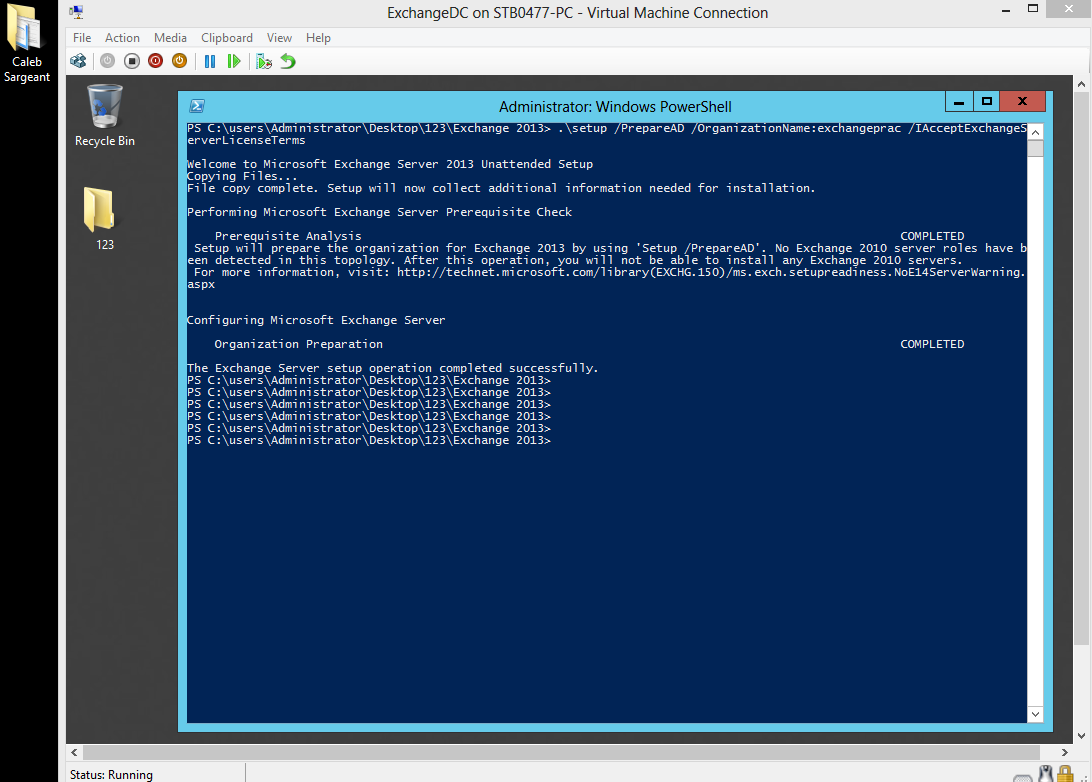 ExchangeDC on STB0477-PC - Virtual Machine Connection
File Action Media Clipboard View Help
Caleb
Sargeant
Recycle Bin
123
Administrator: Windows PowerShell
PS C:\users\Administrator\Desktop\123\Exchange 2013> .\setup /PrepareAD /OrganizationName:exchangeprac /IAcceptExchangeS
erverLicenseTerms
Welcome to Microsoft Exchange Server 2013 Unattended Setup
Copying Files...
File copy complete. Setup will now collect additional information needed for installation.
Performing Microsoft Exchange Server Prerequisite Check
Prerequisite Analysis COMPLETED
Setup will prepare the organization for Exchange 2013 by using 'Setup /PrepareAD'. No Exchange 2010 server roles have b
een detected in this topology. After this operation, you will not be able to install any Exchange 2010 servers.
For more information, visit: http://technet.microsoft.com/library(EXCHG.150)/ms.exch.setupreadiness.NoE14ServerWarning.
aspx
Configuring Microsoft Exchange Server
Organization Preparation COMPLETED
The Exchange Server setup operation completed successfully.
PS C:\users\Administrator\Desktop\123\Exchange 2013>
PS C:\users\Administrator\Desktop\123\Exchange 2013>
PS C:\users\Administrator\Desktop\123\Exchange 2013>
PS C:\users\Administrator\Desktop\123\Exchange 2013>
PS C:\users\Administrator\Desktop\123\Exchange 2013>
PS C:\users\Administrator\Desktop\123\Exchange 2013>
Status: Running